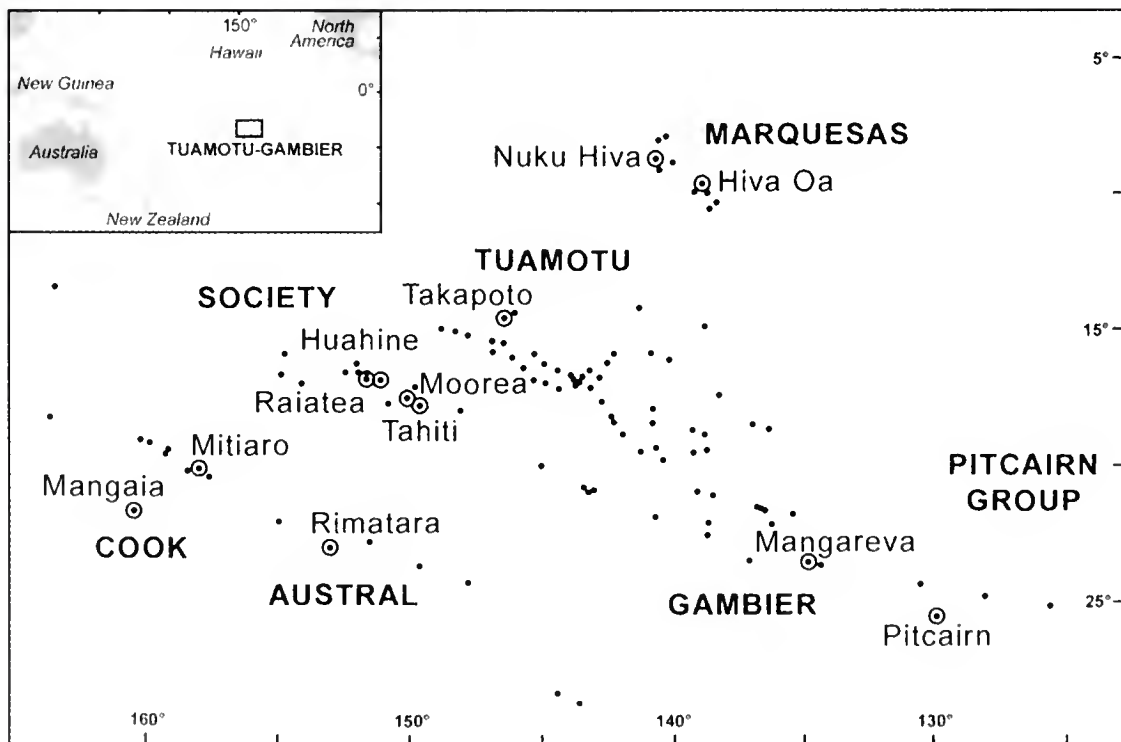 150°
North
America
Hawaii
New Guinea
0°
Australia
TUAMOTU-GAMBIER
New Zealand
5°
MARQUESAS
Nuku Hiva
Hiva Oa
TUAMOTU
SOCIETY
Takapoto
15°
Huahine
Moorea
Raiatea
Tahiti
Mitiaro
PITCAIRN
GROUP
Mangaia
Rimatara
Mangareva
COOK
AUSTRAL
GAMBIER
25°
Pitcairn
160°
150°
140°
130°